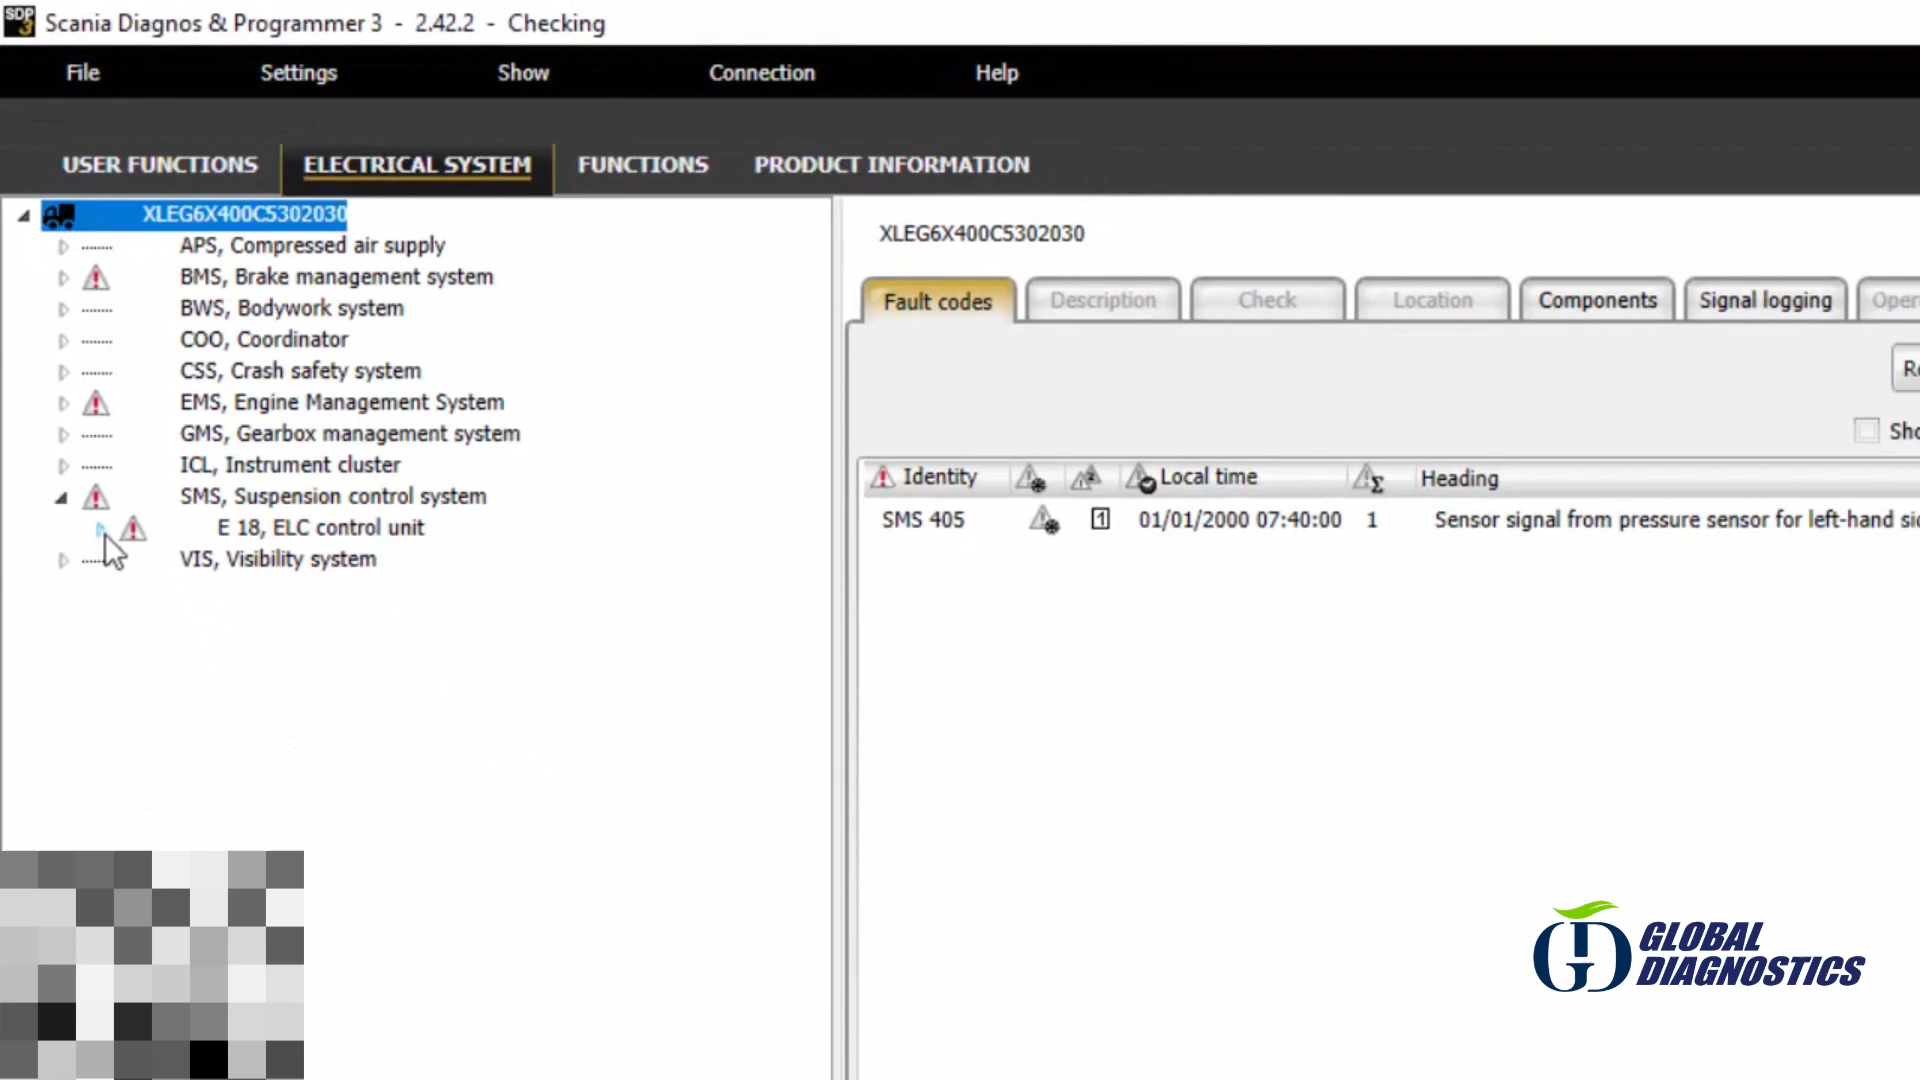 SDP 3
Scania Diagnos & Programmer 3 - 2.42.2 - Checking
File Settings Show Connection Help
USER FUNCTIONS ELECTRICAL SYSTEM FUNCTIONS PRODUCT INFORMATION
XLEG6X400C5302030
APS, Compressed air supply
BMS, Brake management system
BWS, Bodywork system
COO, Coordinator
CSS, Crash safety system
EMS, Engine Management System
GMS, Gearbox management system
ICL, Instrument cluster
SMS, Suspension control system
E 18, ELC control unit
VIS, Visibility system
XLEG6X400C5302030
Fault codes Description Check Location Components Signal logging
Identity Local time Σ Heading
SMS 405 1 01/01/2000 07:40:00 1 Sensor signal from pressure sensor for left-hand
GD GLOBAL
DIAGNOSTICS